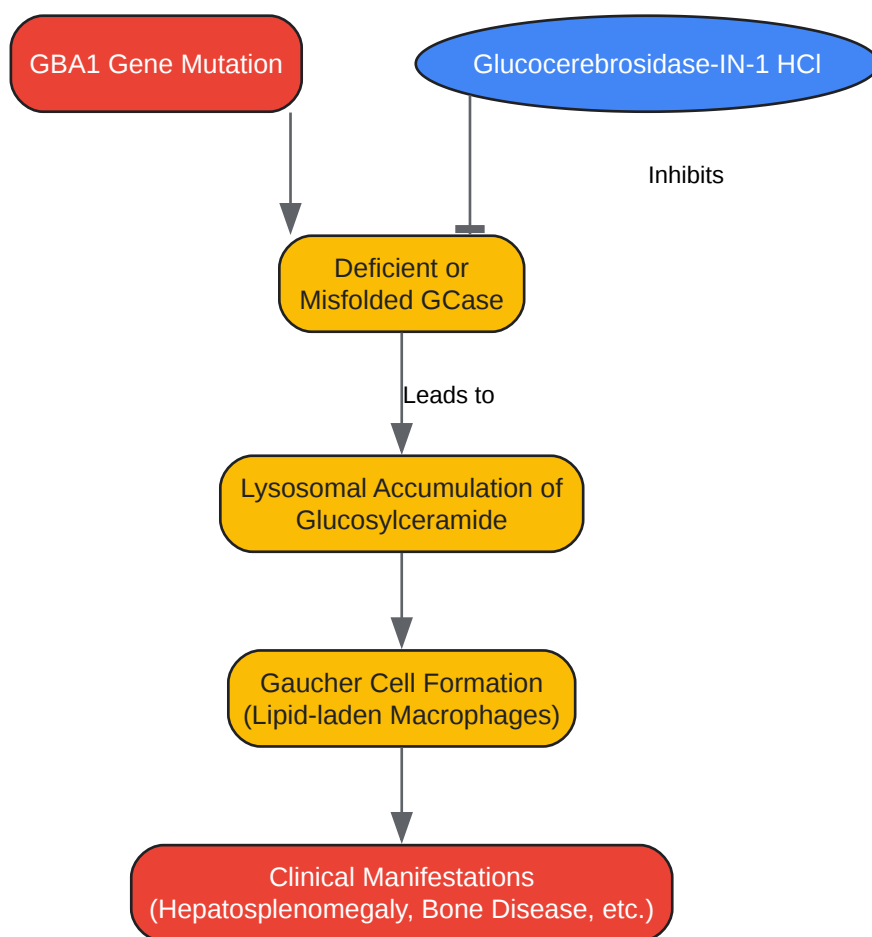 GBA1 Gene Mutation
Glucocerebrosidase-IN-1 HCl
Inhibits
Deficient or
Misfolded GCase
Leads to
Lysosomal Accumulation of
Glucosylceramide
Gaucher Cell Formation
(Lipid-laden Macrophages)
Clinical Manifestations
(Hepatosplenomegaly, Bone Disease, etc.)